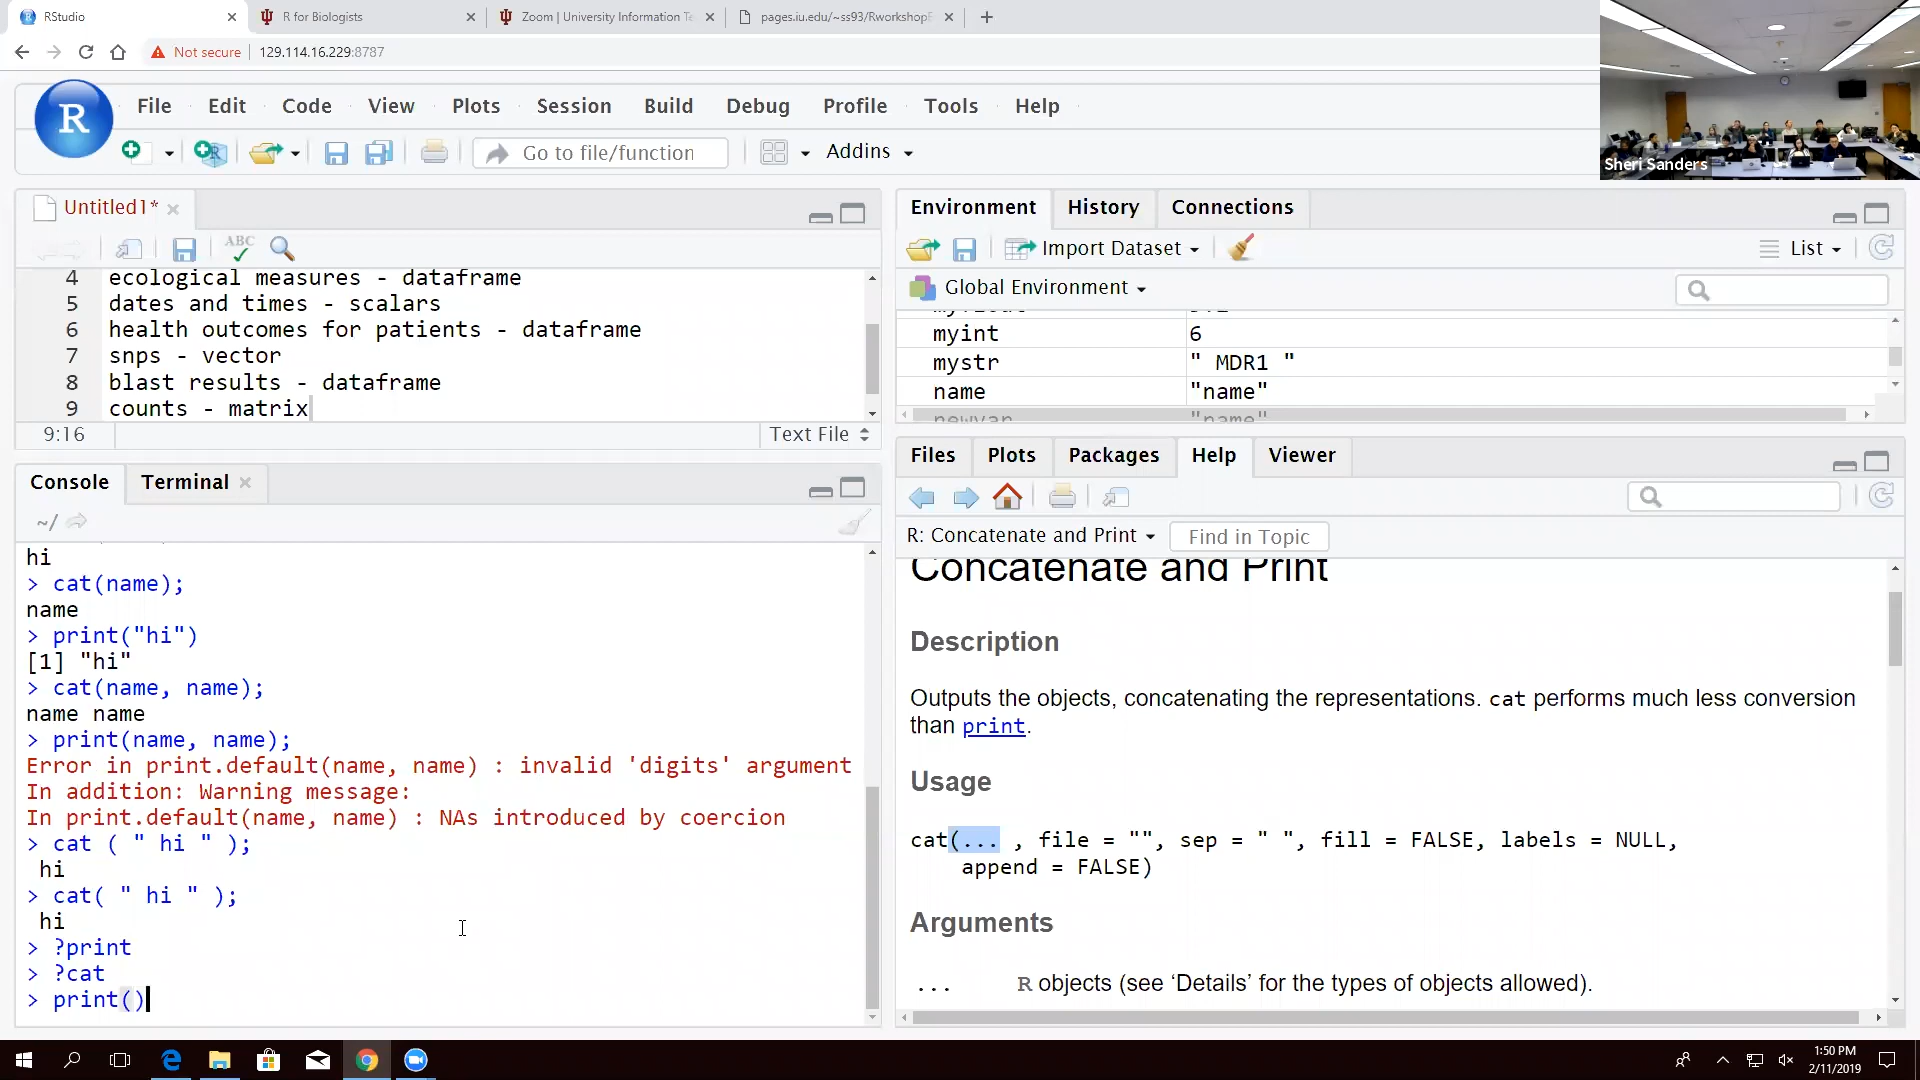 RStudio
R for Biologists
Zoom | University Information Te
pages.iu.edu/~ss93/RworkshopF
Not secure
129.114.16.229:8787
Sheri Sanders
R
File
Edit
Code
View
Plots
Session
Build
Debug
Profile
Tools
Help
Go to file/function
Addins
Untitled1*
ABC
4 ecological measures - dataframe
5 dates and times - scalars
6 health outcomes for patients - dataframe
7 snps - vector
8 blast results - dataframe
9 counts - matrix
9:16
Text File
Console
Terminal
~/
hi
> cat(name);
name
> print("hi")
[1] "hi"
> cat(name, name);
name name
> print(name, name);
Error in print.default(name, name) : invalid 'digits' argument
In addition: Warning message:
In print.default(name, name) : NAs introduced by coercion
> cat ( " hi " );
 hi
> cat( " hi " );
 hi
> ?print
> ?cat
> print()
Environment
History
Connections
Import Dataset
List
Global Environment
myint 6
mystr " MDR1 "
name "name"
newvar "name"
Files
Plots
Packages
Help
Viewer
R: Concatenate and Print
Find in Topic
Concatenate and Print
Description
Outputs the objects, concatenating the representations. cat performs much less conversion
than print.
Usage
cat(... , file = "", sep = " ", fill = FALSE, labels = NULL,
append = FALSE)
Arguments
... R objects (see ‘Details’ for the types of objects allowed).
1:50 PM
2/11/2019